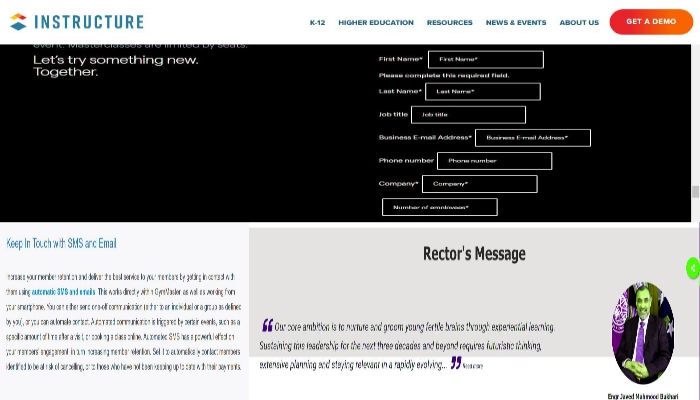 INSTRUCTURE
K-12 HIGHER EDUCATION RESOURCES NEWS & EVENTS ABOUT US GET A DEMO
event. Masterclasses are limited by seats.
Let's try something new.
Together.
First Name* First Name*
Please complete this required field.
Last Name* Last Name*
Job title Job title
Business E-mail Address* Business E-mail Address*
Phone number Phone number
Company* Company*
Number of employees*
Keep In Touch with SMS and Email
Increase your member retention and deliver the best service to your members by getting in contact with
them using automatic SMS and emails. This works directly within GymMaster as well as working from
your smartphone. You can either send one-off communication (either to an individual or a group as defined
by you), or you can automate contact. Automated communication is triggered by certain events, such as a
specific amount of time after a visit, or booking a class online. Automated SMS has a powerful effect on
your members' engagement, in turn increasing member retention. Set it to automatically contact members
identified to be at risk of cancelling, or to those who have not been keeping up to date with their payments.
Rector's Message
❝ Our core ambition is to nurture and groom young fertile brains through experiential learning.
Sustaining this leadership for the next three decades and beyond requires futuristic thinking,
extensive planning and staying relevant in a rapidly evolving... ❞ Read more
Engr Javed Mahmood Bukhari